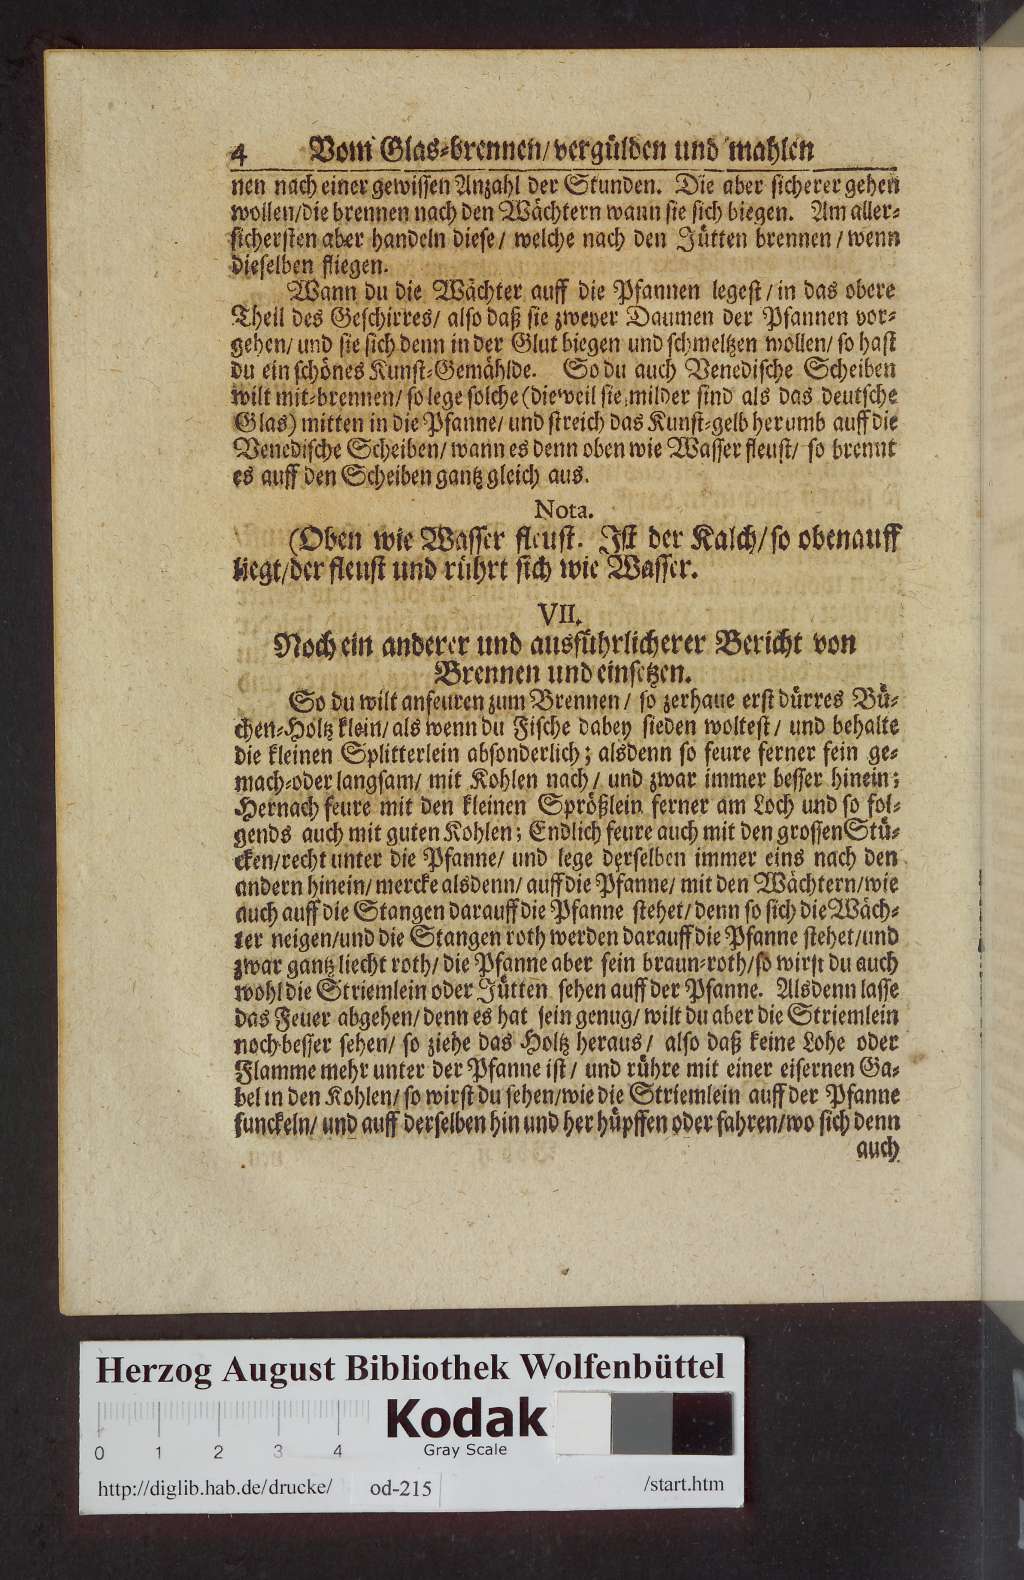 4 Vom Glas-brennen/ vergülden und mahlen
nen nach einer gewissen Anzahl der Stunden. Die aber sicherer gehen
wollen/ die brennen nach den Wächtern wann sie sich biegen. Am aller-
sichersten aber handeln diese/ welche nach den Jütten brennen/ wenn
dieselben fliegen.
Wann du die Wächter auff die Pfannen legest/ in das obere
Theil des Geschirres/ also daß sie zweyer Daumen der Pfannen vor-
gehen/ und sie sich denn in der Glut biegen und schmeltzen wollen/ so hast
du ein schönes Kunst-Gemählde. So du auch Venedische Scheiben
wilt mit-brennen/ so lege solche (dieweil sie milder sind als das deutsche
Glas) mitten in die Pfanne/ und streich das Kunst-gelb herumb auff die
Venedische Scheiben/ wann es denn oben wie Wasser fleust/ so brennt
es auff den Scheiben gantz gleich aus.
Nota.
(Oben wie Wasser fleust. Ist der Kalch/ so obenauff
liegt/ der fleust und rührt sich wie Wasser.
VII.
Noch ein anderer und ausführlicherer Bericht von
Brennen und einsetzen.
So du wilt anfeuren zum Brennen/ so zerhaue erst dürres Bü-
chen-Holtz klein/ als wenn du Fische dabey sieden woltest/ und behalte
die kleinen Splitterlein absonderlich; alsdenn so feure ferner fein ge-
mach-oder langsam/ mit Kohlen nach/ und zwar immer besser hinein;
Hernach feure mit den kleinen Sprößlein ferner am Loch und so fol-
gends auch mit guten Kohlen; Endlich feure auch mit den grossen Stü-
cken/ recht unter die Pfanne/ und lege derselben immer eins nach den
andern hinein/ mercke alsdenn/ auff die Pfanne/ mit den Wächtern/ wie
auch auff die Stangen darauff die Pfanne stehet/ denn so sich die Wäch-
ter neigen/ und die Stangen roth werden darauff die Pfanne stehet/ und
zwar gantz liecht roth/ die Pfanne aber sein braun-roth/ so wirst du auch
wohl die Striemlein oder Jütten sehen auff der Pfanne. Alsdenn lasse
das Feuer abgehen/ denn es hat sein genug/ wilt du aber die Striemlein
noch besser sehen/ so ziehe das Holtz heraus/ also daß keine Lohe oder
Flamme mehr unter der Pfanne ist/ und rühre mit einer eisernen Ga-
bel in den Kohlen/ so wirst du sehen/ wie die Striemlein auff der Pfanne
funckeln/ und auff derselben hin und her hüpffen oder fahren/ wo sich denn
auch
Herzog August Bibliothek Wolfenbüttel
0 1 2 3 4
Kodak
Gray Scale
http://diglib.hab.de/drucke/ od-215 /start.htm